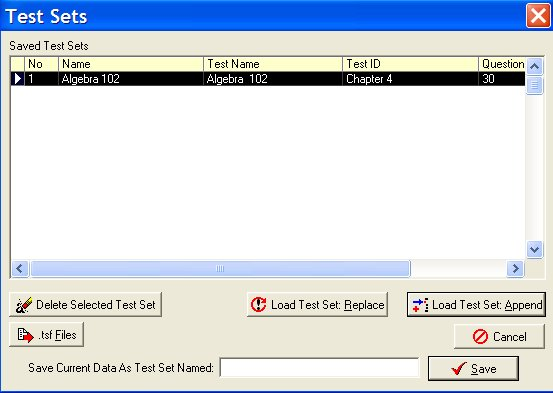 Test Sets
Saved Test Sets
No Name Test Name Test ID Question
1 Algebra 102 Algebra 102 Chapter 4 30
Delete Selected Test Set Load Test Set: Replace Load Test Set: Append
.tsf Files Cancel
Save Current Data As Test Set Named: Save